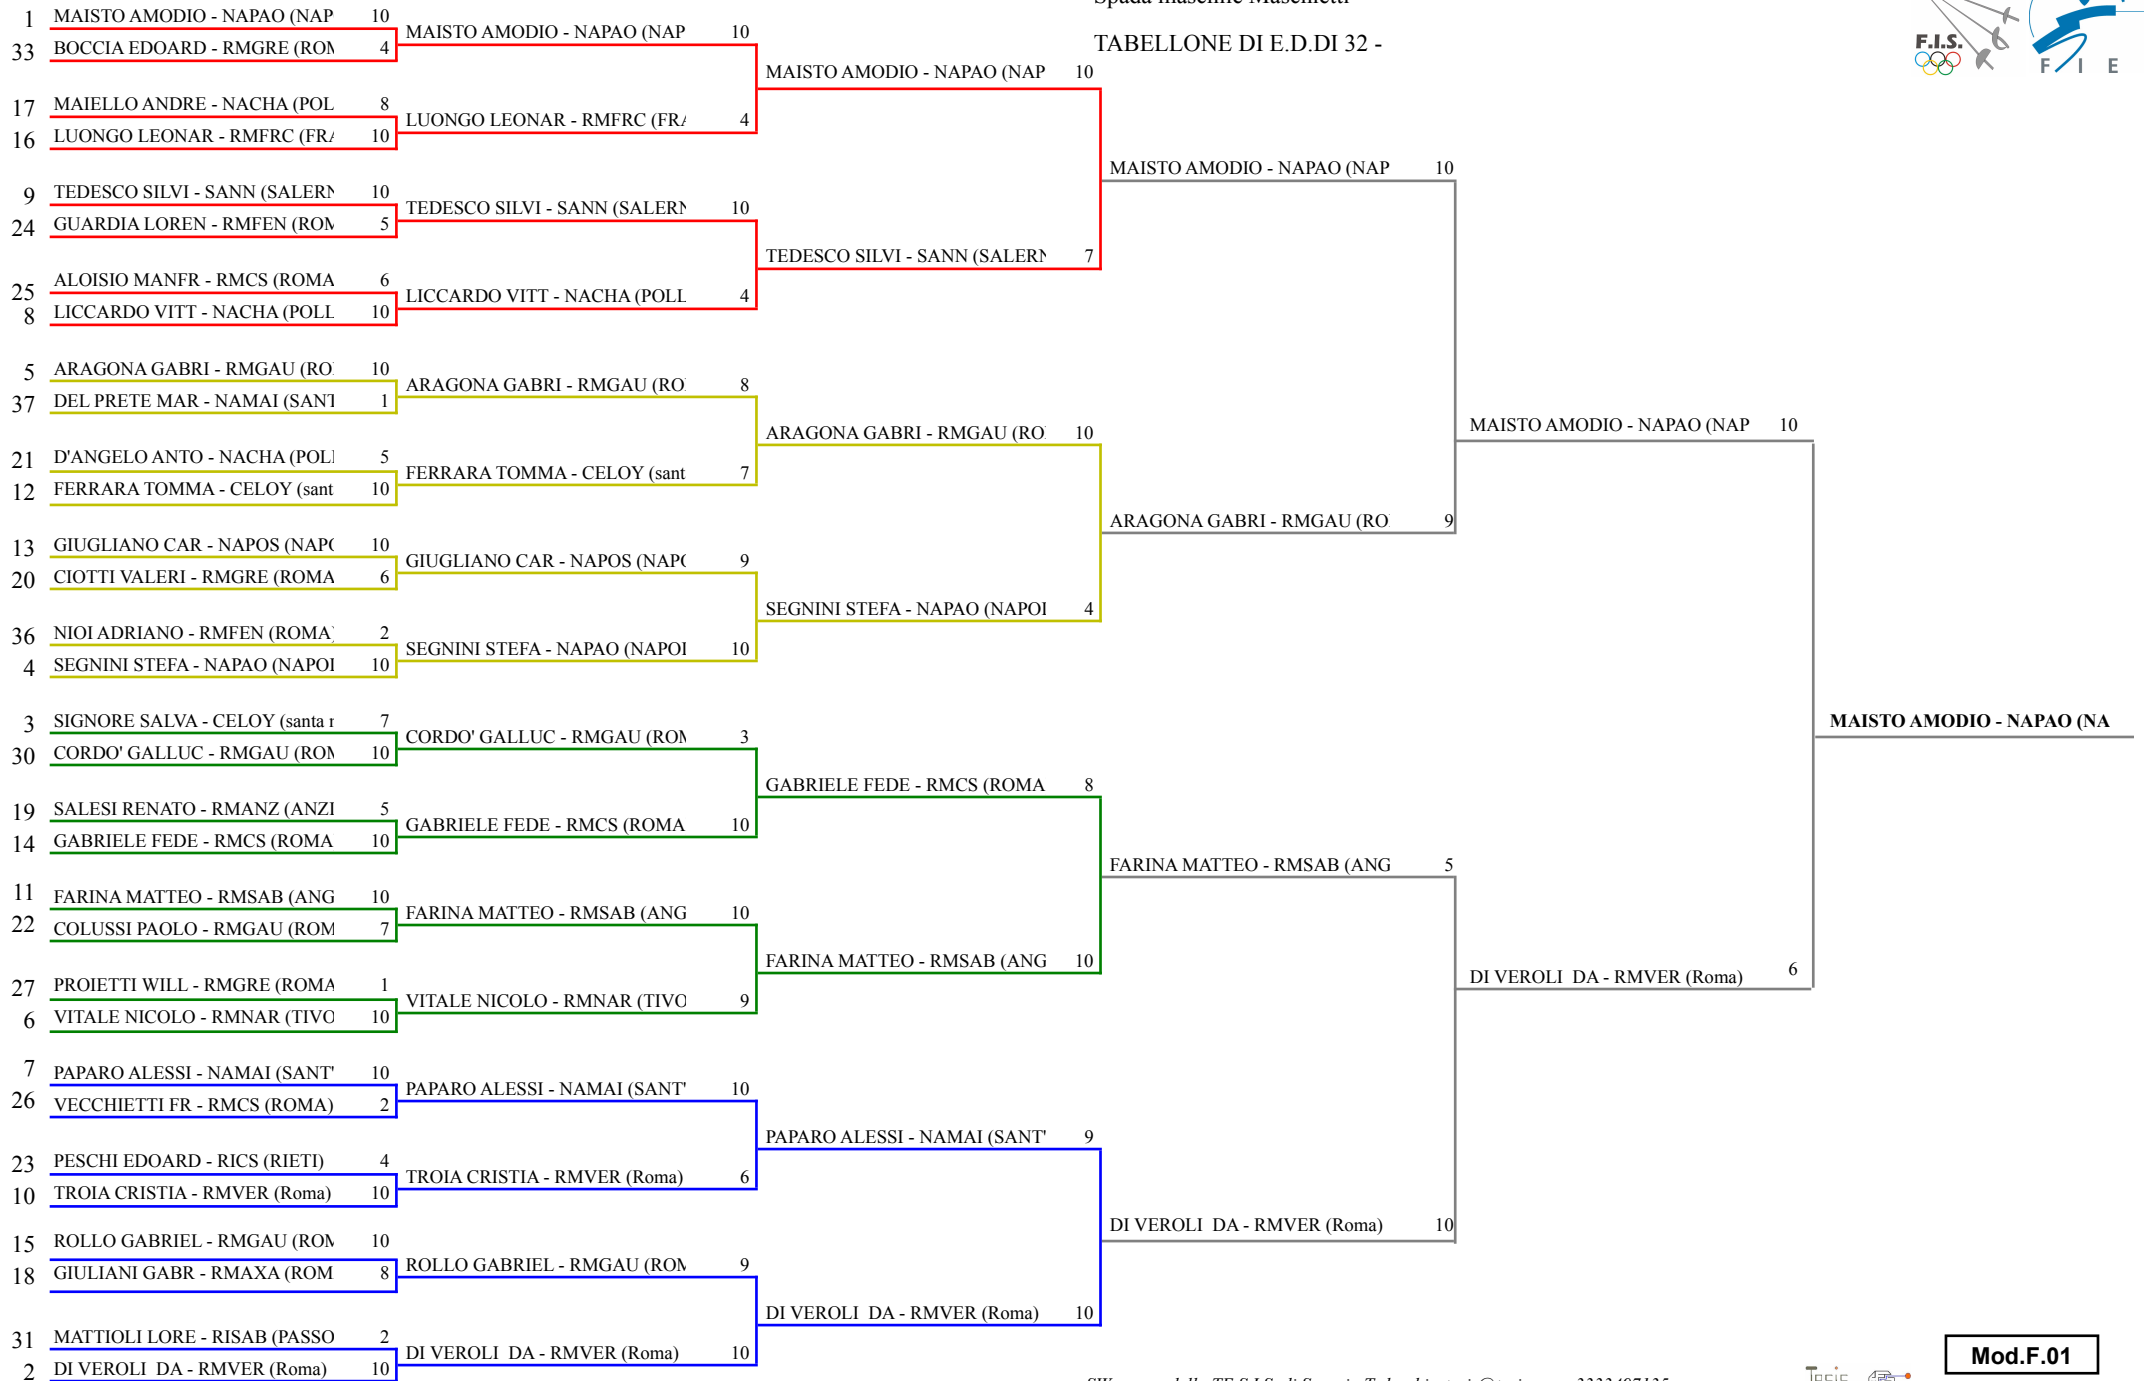 Spada maschile Maschietti
TABELLONE DI E.D.DI 32 -
F.I.S.
F I E
1 MAISTO AMODIO - NAPAO (NAP 10
33 BOCCIA EDOARD - RMGRE (ROM 4
17 MAIELLO ANDRE - NACHA (POL 8
16 LUONGO LEONAR - RMFRC (FRA 10
9 TEDESCO SILVI - SANN (SALERN 10
24 GUARDIA LOREN - RMFEN (ROM 5
25 ALOISIO MANFR - RMCS (ROMA 6
8 LICCARDO VITT - NACHA (POLL 10
5 ARAGONA GABRI - RMGAU (RO 10
37 DEL PRETE MAR - NAMAI (SANT 1
21 D'ANGELO ANTO - NACHA (POLI 5
12 FERRARA TOMMA - CELOY (sant 10
13 GIUGLIANO CAR - NAPOS (NAPO 10
20 CIOTTI VALERI - RMGRE (ROMA 6
36 NIOI ADRIANO - RMFEN (ROMA) 2
4 SEGNINI STEFA - NAPAO (NAPOI 10
3 SIGNORE SALVA - CELOY (santa r 7
30 CORDO' GALLUC - RMGAU (ROM 10
19 SALESI RENATO - RMANZ (ANZI 5
14 GABRIELE FEDE - RMCS (ROMA 10
11 FARINA MATTEO - RMSAB (ANG 10
22 COLUSSI PAOLO - RMGAU (ROM 7
27 PROIETTI WILL - RMGRE (ROMA 1
6 VITALE NICOLO - RMNAR (TIVO 10
7 PAPARO ALESSI - NAMAI (SANT' 10
26 VECCHIETTI FR - RMCS (ROMA) 2
23 PESCHI EDOARD - RICS (RIETI) 4
10 TROIA CRISTIA - RMVER (Roma) 10
15 ROLLO GABRIEL - RMGAU (ROM 10
18 GIULIANI GABR - RMAXA (ROM 8
31 MATTIOLI LORE - RISAB (PASSO 2
2 DI VEROLI DA - RMVER (Roma) 10
MAISTO AMODIO - NAPAO (NAP 10
LUONGO LEONAR - RMFRC (FRA 4
TEDESCO SILVI - SANN (SALERN 10
LICCARDO VITT - NACHA (POLL 4
ARAGONA GABRI - RMGAU (RO 8
FERRARA TOMMA - CELOY (sant 7
GIUGLIANO CAR - NAPOS (NAPO 9
SEGNINI STEFA - NAPAO (NAPOI 10
CORDO' GALLUC - RMGAU (ROM 3
GABRIELE FEDE - RMCS (ROMA 10
FARINA MATTEO - RMSAB (ANG 10
VITALE NICOLO - RMNAR (TIVO 9
PAPARO ALESSI - NAMAI (SANT' 10
TROIA CRISTIA - RMVER (Roma) 6
ROLLO GABRIEL - RMGAU (ROM 9
DI VEROLI DA - RMVER (Roma) 10
MAISTO AMODIO - NAPAO (NAP 10
TEDESCO SILVI - SANN (SALERN 7
ARAGONA GABRI - RMGAU (RO 10
SEGNINI STEFA - NAPAO (NAPOI 4
GABRIELE FEDE - RMCS (ROMA 8
FARINA MATTEO - RMSAB (ANG 10
PAPARO ALESSI - NAMAI (SANT' 9
DI VEROLI DA - RMVER (Roma) 10
MAISTO AMODIO - NAPAO (NAP 10
ARAGONA GABRI - RMGAU (RO 9
FARINA MATTEO - RMSAB (ANG 5
DI VEROLI DA - RMVER (Roma) 10
MAISTO AMODIO - NAPAO (NAP 10
DI VEROLI DA - RMVER (Roma) 6
MAISTO AMODIO - NAPAO (NA
Mod.F.01